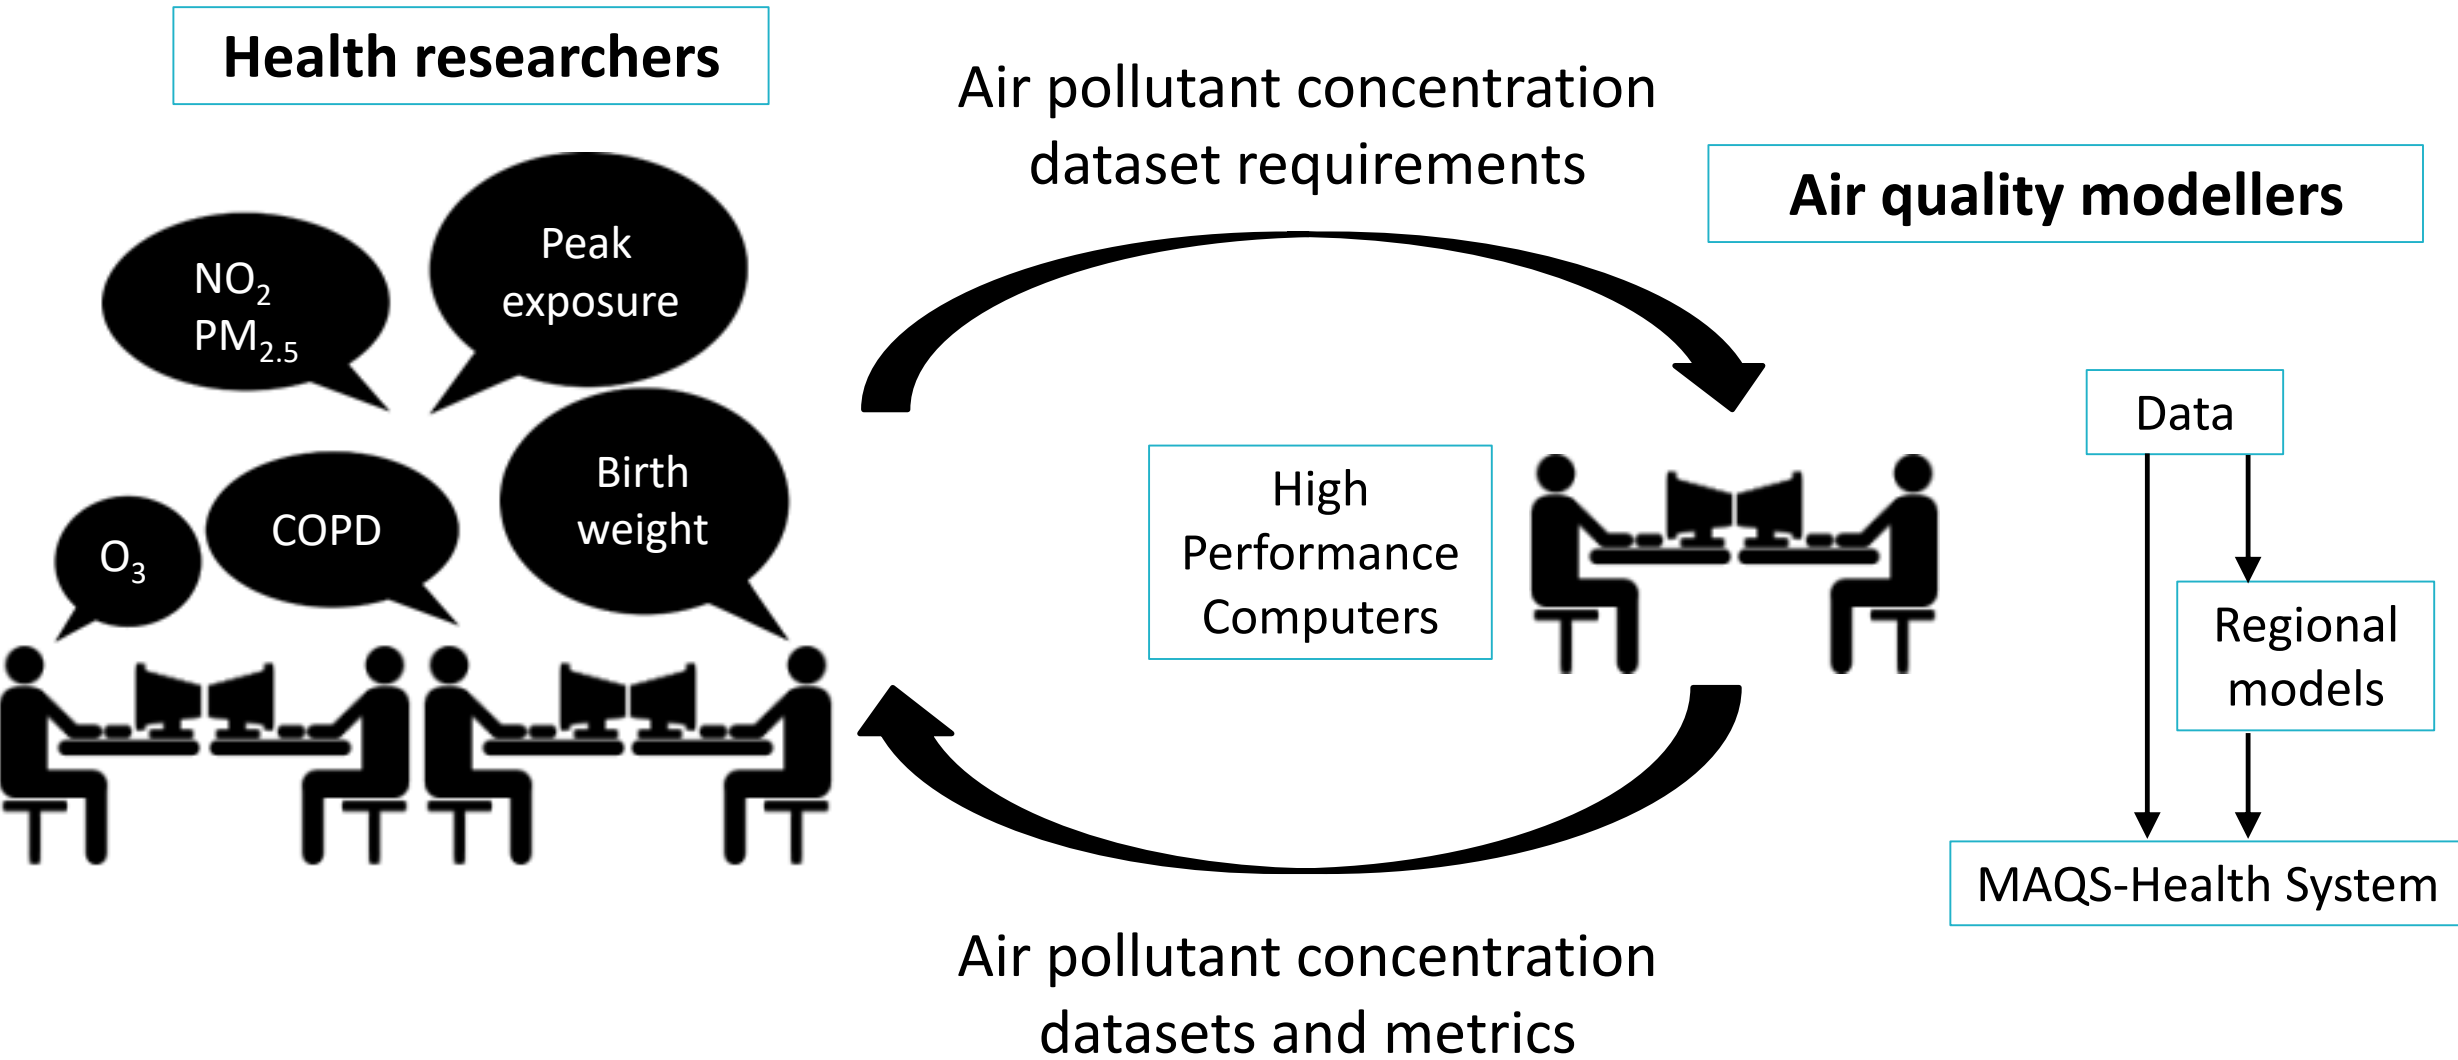 Health researchers
Air pollutant concentration
dataset requirements
Air quality modellers
NO₂
PM₂.₅
Peak
exposure
O₃
COPD
Birth
weight
High
Performance
Computers
Data
Regional
models
MAQS-Health System
Air pollutant concentration
datasets and metrics